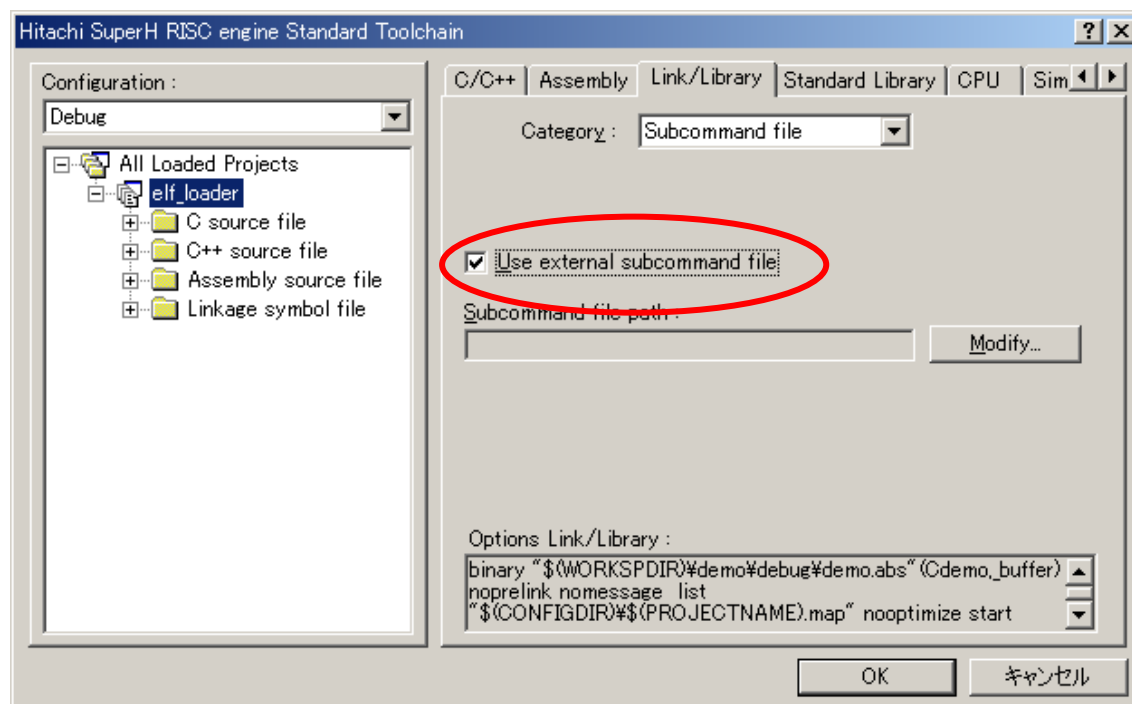 Hitachi SuperH RISC engine Standard Toolchain
Configuration :
Debug
All Loaded Projects
elf_loader
C source file
C++ source file
Assembly source file
Linkage symbol file
C/C++ Assembly Link/Library Standard Library CPU Sim
Category : Subcommand file
Use external subcommand file
Subcommand file path :
Modify...
Options Link/Library :
binary "$(WORKSPDIR)¥demo¥debug¥demo.abs"(Cdemo,_buffer)
noprelink nomessage list
"$(CONFIGDIR)¥$(PROJECTNAME).map" nooptimize start
OK キャンセル